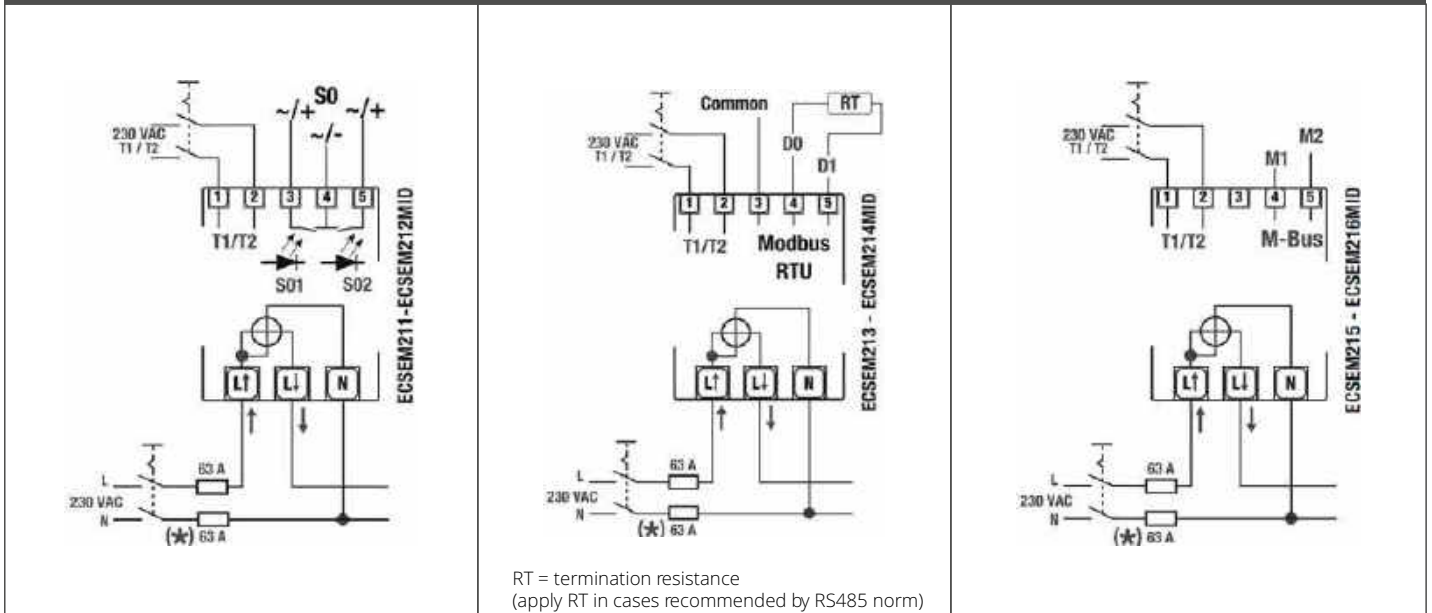 S0
~/+ ~/+
~/-
230 VAC
T1 / T2
1 2 3 4 5
T1/T2
S01 S02
ECSEM211-ECSEM212MID
L↑ L↓ N
L
63 A
230 VAC
N
(*) 63 A
Common
RT
D0
230 VAC
T1 / T2
D1
1 2 3 4 5
T1/T2
Modbus
RTU
ECSEM213 - ECSEM214MID
L↑ L↓ N
L
63 A
230 VAC
N
(*) 63 A
RT = termination resistance
(apply RT in cases recommended by RS485 norm)
M2
230 VAC
T1 / T2
M1
1 2 3 4 5
T1/T2
M-Bus
ECSEM215 - ECSEM216MID
L↑ L↓ N
L
63 A
230 VAC
N
(*) 63 A